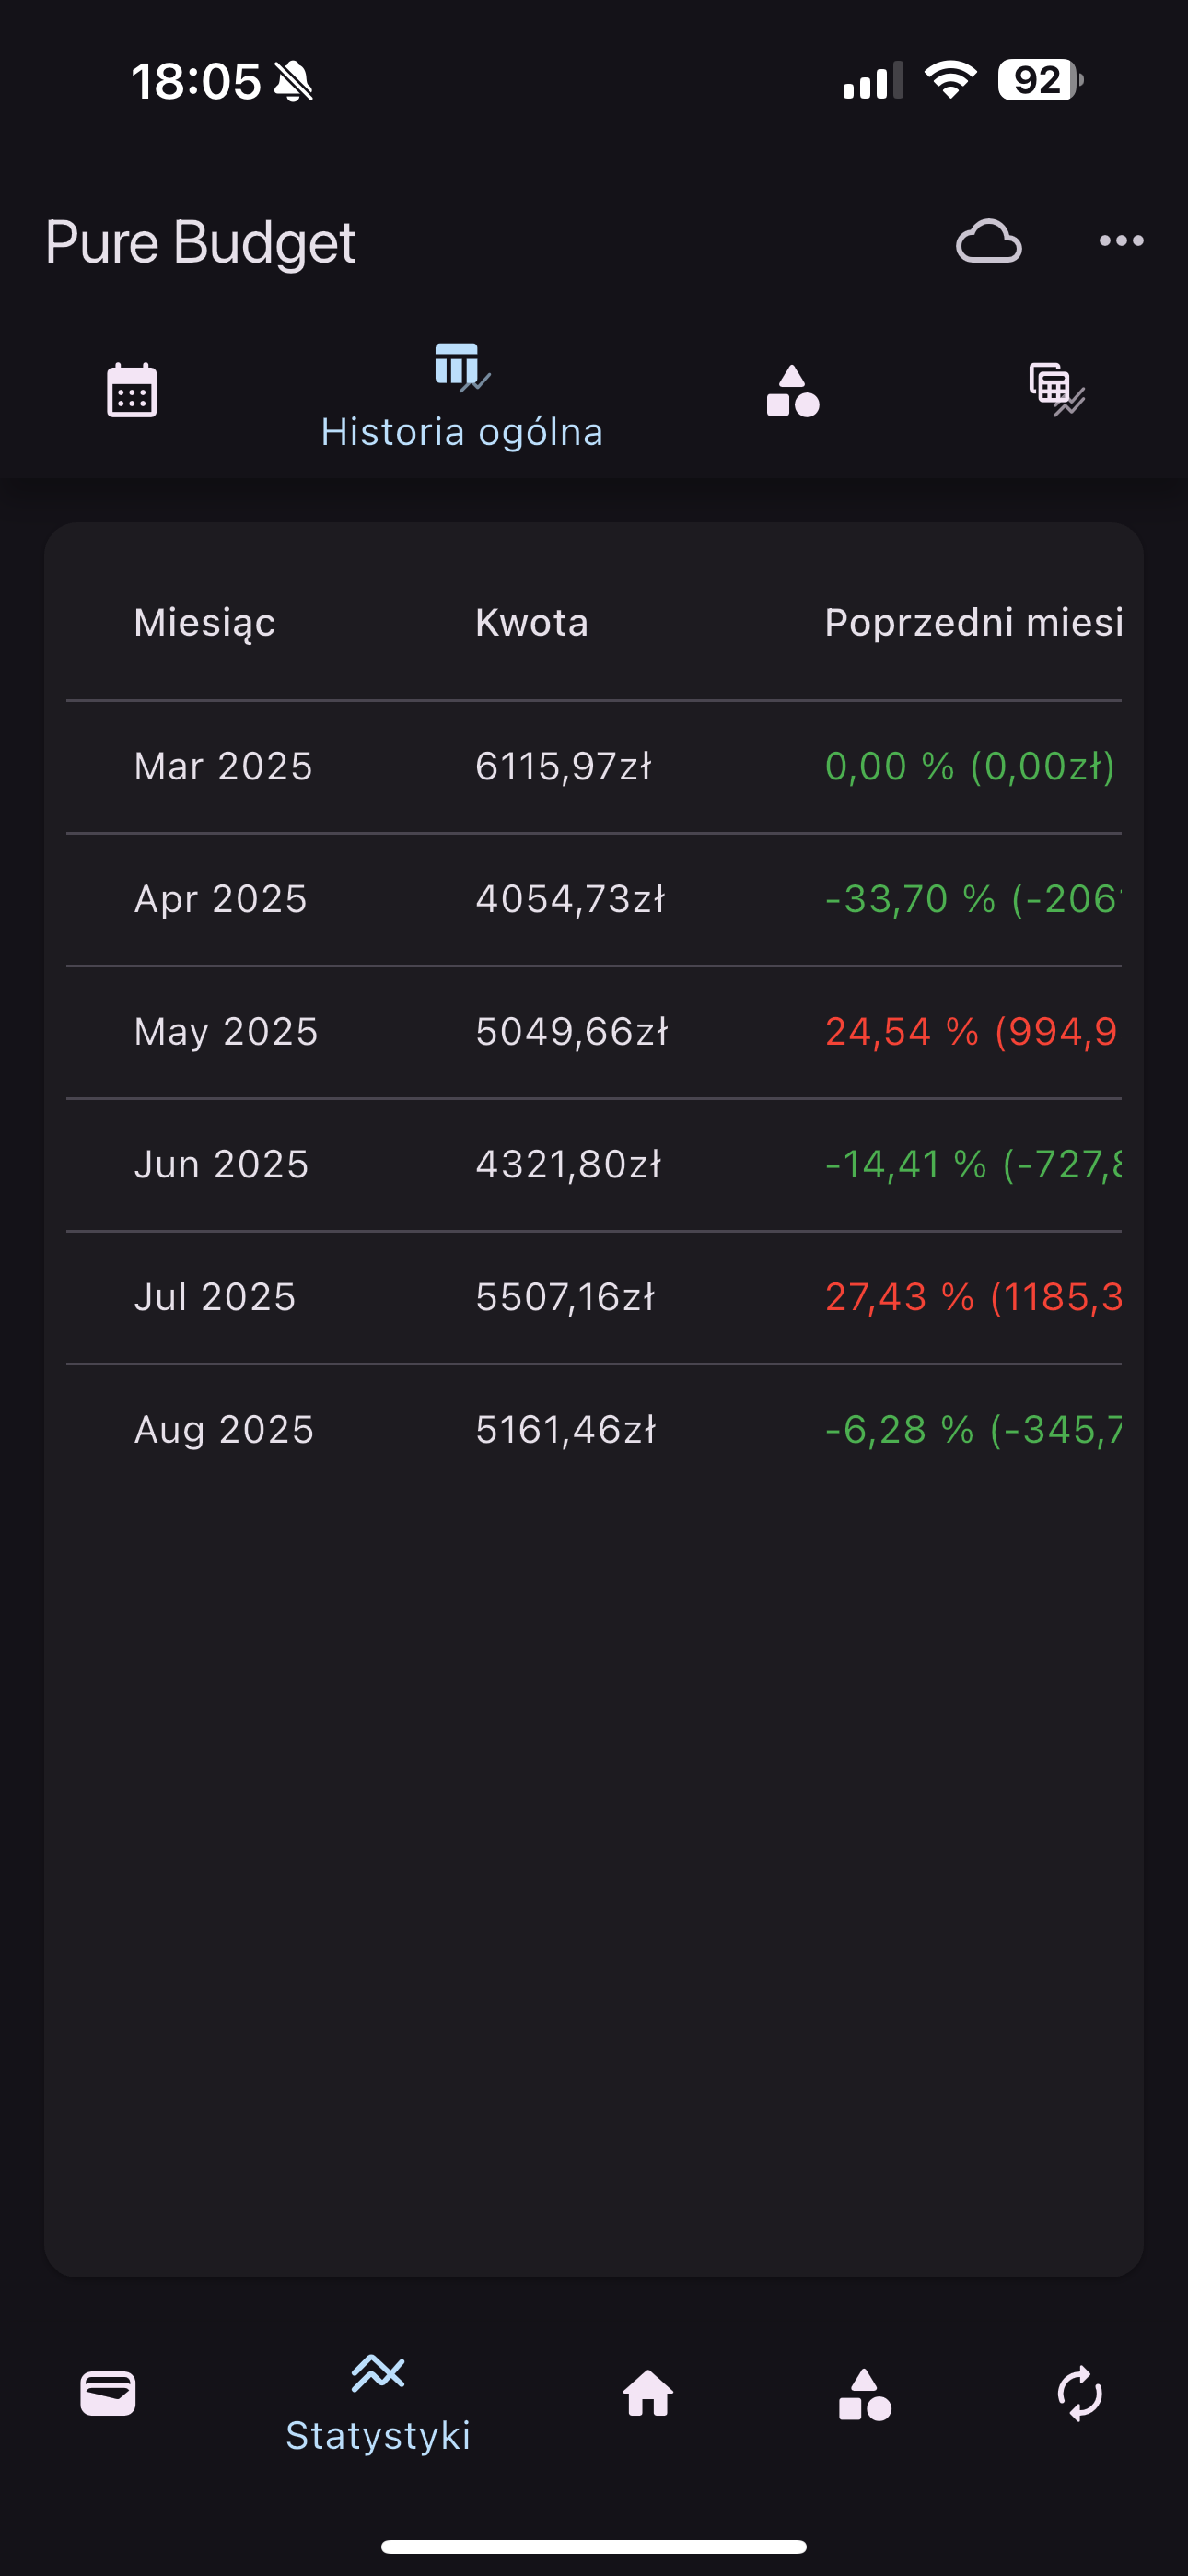 18:05
92
Pure Budget
Historia ogólna
Miesiąc Kwota Poprzedni miesi
Mar 2025 6115,97zł 0,00 % (0,00zł)
Apr 2025 4054,73zł -33,70 % (-206
May 2025 5049,66zł 24,54 % (994,9
Jun 2025 4321,80zł -14,41 % (-727,8
Jul 2025 5507,16zł 27,43 % (1185,3
Aug 2025 5161,46zł -6,28 % (-345,7
Statystyki